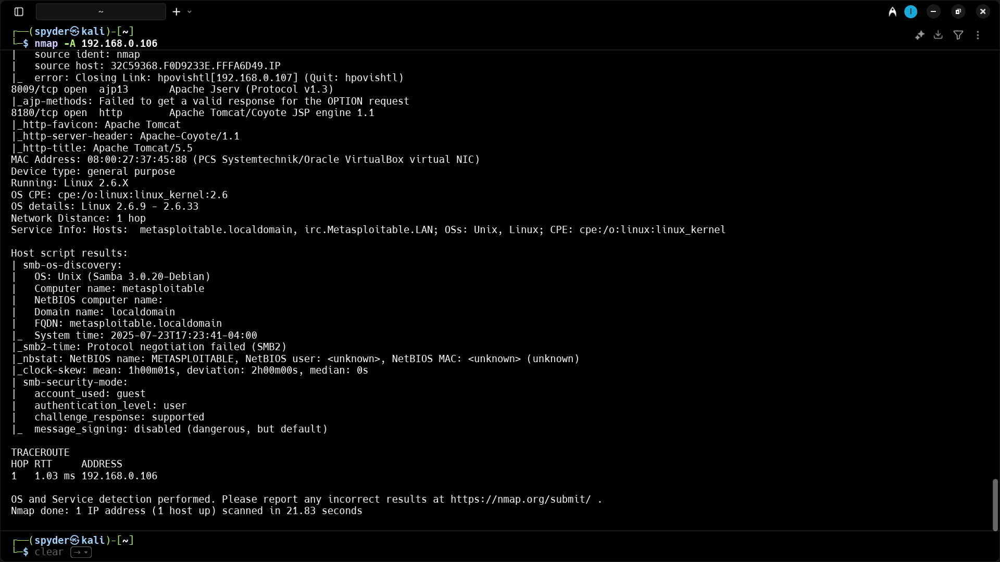 ~
I
┌──(spyder㉿kali)-[~]
└─$ nmap -A 192.168.0.106
|   source ident: nmap
|   source host: 32C59368.F0D9233E.FFFA6D49.IP
|_  error: Closing Link: hpovishtl[192.168.0.107] (Quit: hpovishtl)
8009/tcp open  ajp13       Apache Jserv (Protocol v1.3)
|_ajp-methods: Failed to get a valid response for the OPTION request
8180/tcp open  http        Apache Tomcat/Coyote JSP engine 1.1
|_http-favicon: Apache Tomcat
|_http-server-header: Apache-Coyote/1.1
|_http-title: Apache Tomcat/5.5
MAC Address: 08:00:27:37:45:88 (PCS Systemtechnik/Oracle VirtualBox virtual NIC)
Device type: general purpose
Running: Linux 2.6.X
OS CPE: cpe:/o:linux:linux_kernel:2.6
OS details: Linux 2.6.9 - 2.6.33
Network Distance: 1 hop
Service Info: Hosts:  metasploitable.localdomain, irc.Metasploitable.LAN; OSs: Unix, Linux; CPE: cpe:/o:linux:linux_kernel

Host script results:
| smb-os-discovery:
|   OS: Unix (Samba 3.0.20-Debian)
|   Computer name: metasploitable
|   NetBIOS computer name:
|   Domain name: localdomain
|   FQDN: metasploitable.localdomain
|_  System time: 2025-07-23T17:23:41-04:00
|_smb2-time: Protocol negotiation failed (SMB2)
|_nbstat: NetBIOS name: METASPLOITABLE, NetBIOS user: <unknown>, NetBIOS MAC: <unknown> (unknown)
|_clock-skew: mean: 1h00m01s, deviation: 2h00m00s, median: 0s
| smb-security-mode:
|   account_used: guest
|   authentication_level: user
|   challenge_response: supported
|_  message_signing: disabled (dangerous, but default)

TRACEROUTE
HOP RTT     ADDRESS
1   1.03 ms 192.168.0.106

OS and Service detection performed. Please report any incorrect results at https://nmap.org/submit/ .
Nmap done: 1 IP address (1 host up) scanned in 21.83 seconds

┌──(spyder㉿kali)-[~]
└─$ clear